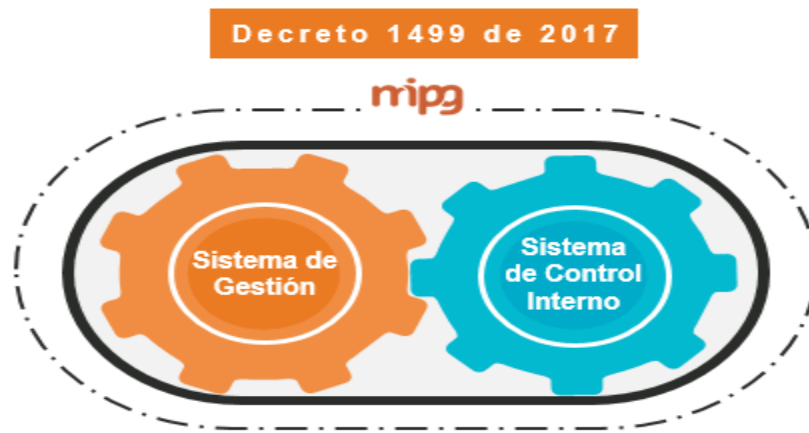 Decreto 1499 de 2017
mipg
Sistema de
Gestión
Sistema
de Control
Interno